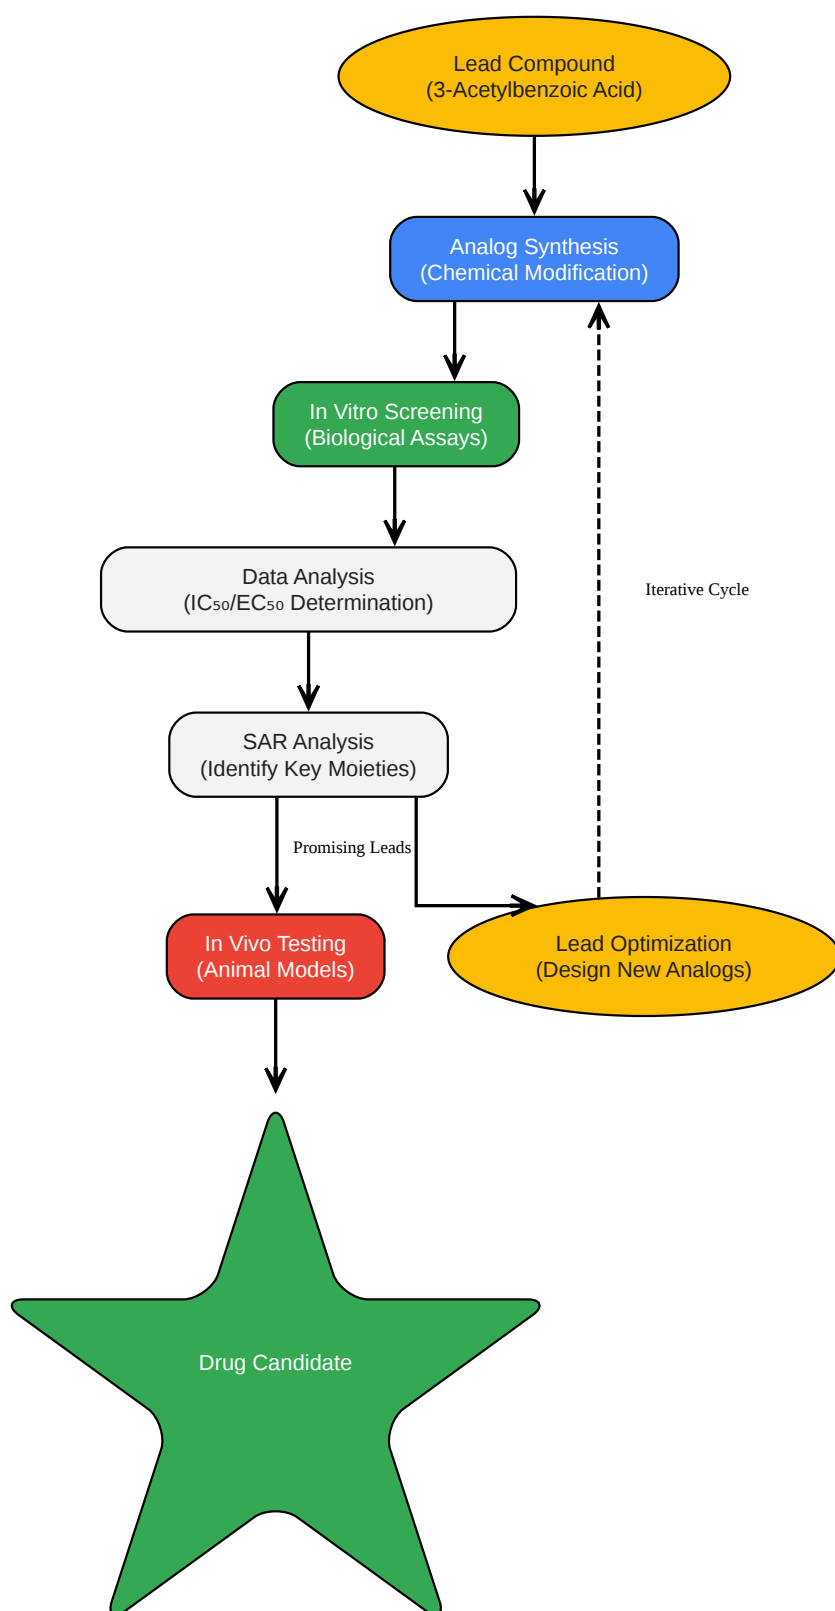 Lead Compound
(3-Acetylbenzoic Acid)
Analog Synthesis
(Chemical Modification)
In Vitro Screening
(Biological Assays)
Data Analysis
(IC₅₀/EC₅₀ Determination)
Iterative Cycle
SAR Analysis
(Identify Key Moieties)
Promising Leads
In Vivo Testing
(Animal Models)
Lead Optimization
(Design New Analogs)
Drug Candidate